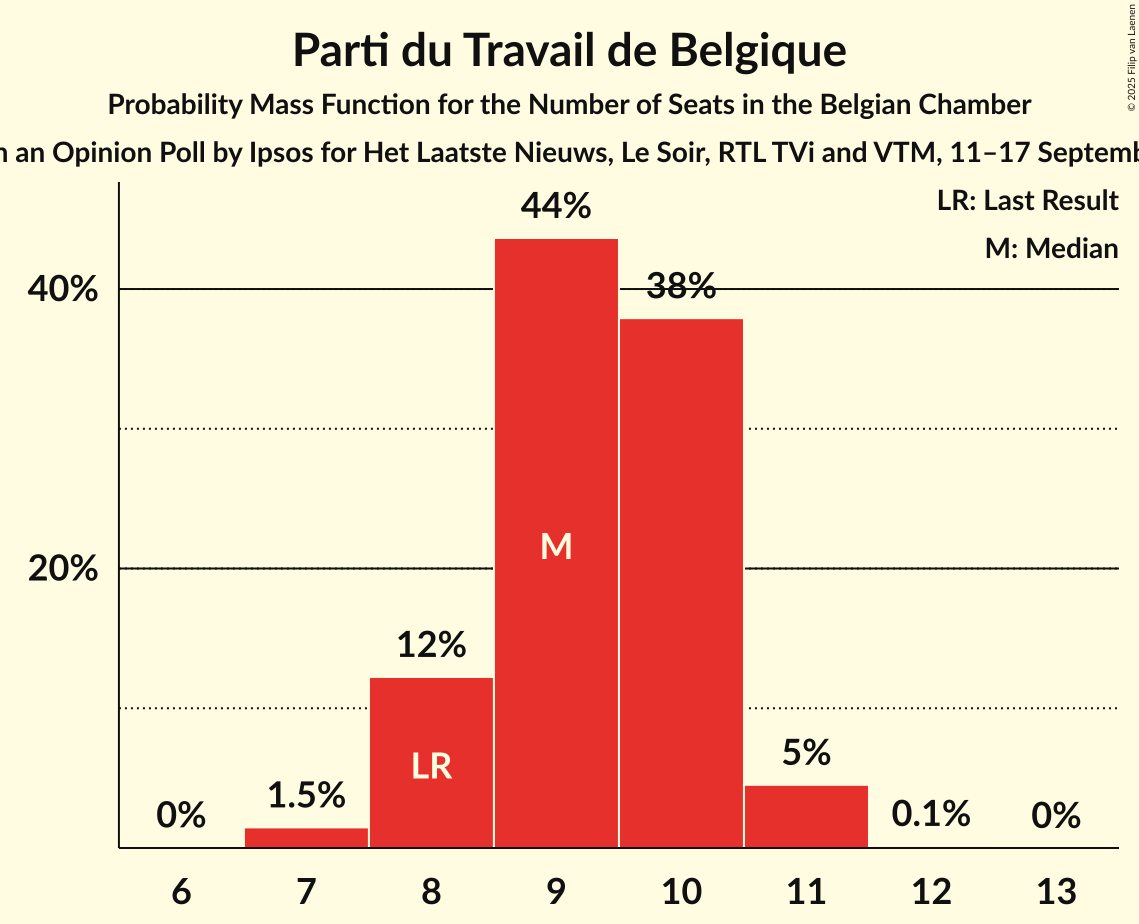 © 2025 Filip van Laenen
Parti du Travail de Belgique
Probability Mass Function for the Number of Seats in the Belgian Chamber
an Opinion Poll by Ipsos for Het Laatste Nieuws, Le Soir, RTL TVi and VTM, 11–17
LR: Last Result
M: Median
44%
38%
40%
M
20%
12%
LR
5%
1.5%
0%
0.1%
0%
6 7 8 9 10 11 12 13